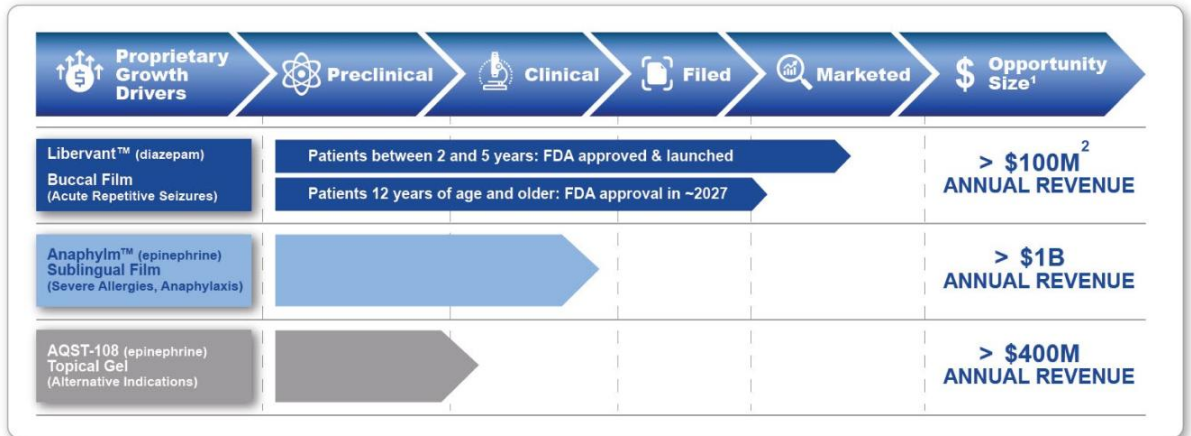 Proprietary
Growth
Drivers
Preclinical
Clinical
Filed
Marketed
$ Opportunity
Size¹
Libervant™ (diazepam)
Buccal Film
(Acute Repetitive Seizures)
Patients between 2 and 5 years: FDA approved & launched
Patients 12 years of age and older: FDA approval in ~2027
> $100M²
ANNUAL REVENUE
Anaphylm™ (epinephrine)
Sublingual Film
(Severe Allergies, Anaphylaxis)
> $1B
ANNUAL REVENUE
AQST-108 (epinephrine)
Topical Gel
(Alternative Indications)
> $400M
ANNUAL REVENUE